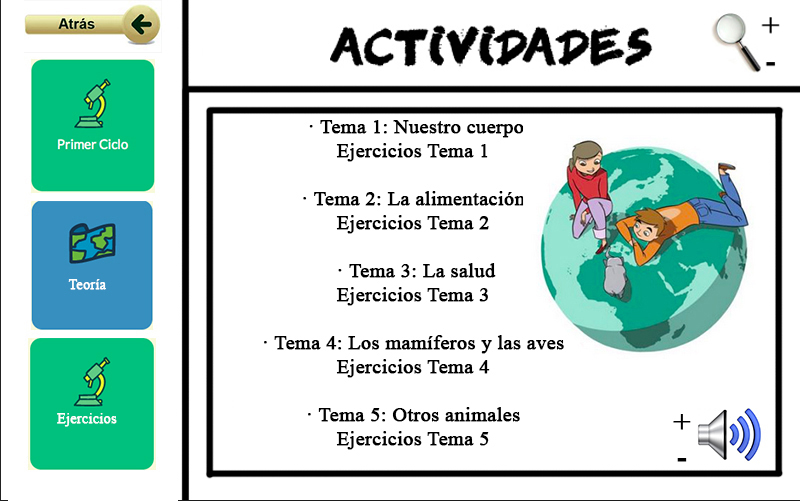 Atrás
Primer Ciclo
Teoría
Ejercicios
ACTIVIDADES
+
-
· Tema 1: Nuestro cuerpo
Ejercicios Tema 1
· Tema 2: La alimentación
Ejercicios Tema 2
· Tema 3: La salud
Ejercicios Tema 3
· Tema 4: Los mamíferos y las aves
Ejercicios Tema 4
· Tema 5: Otros animales
Ejercicios Tema 5
+
-